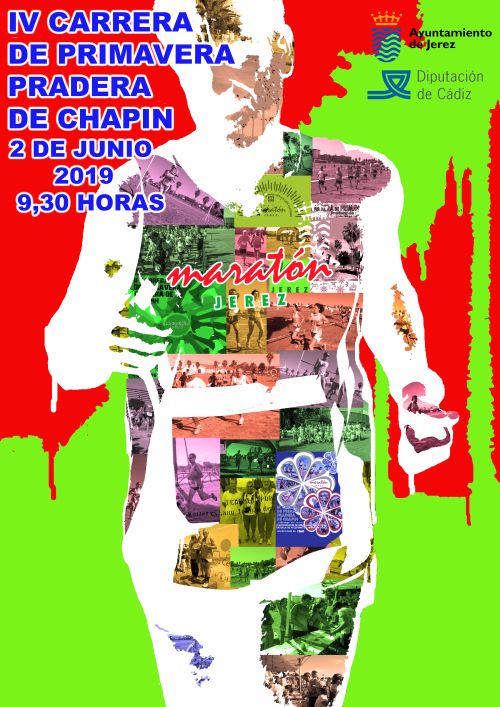 IV CARRERA
DE PRIMAVERA
PRADERA
DE CHAPIN
2 DE JUNIO
2019
9,30 HORAS
Ayuntamiento
de Jerez
Diputación
de Cádiz
maratón
JEREZ
maratón